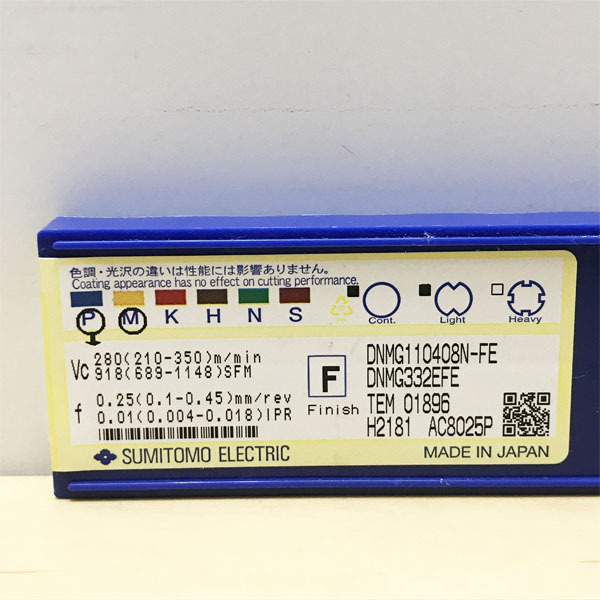 色調・光沢の違いは性能には影響ありません。
Coating appearance has no effect on cutting performance.
P M K H N S
Cont. Light Heavy
Vc 280(210-350)m/min
918(689-1148)SFM
f 0.25(0.1-0.45)mm/rev
0.01(0.004-0.018)IPR
F
Finish
DNMG110408N-FE
DNMG332EFE
TEM 01896
H2181 AC8025P
SUMITOMO ELECTRIC
MADE IN JAPAN